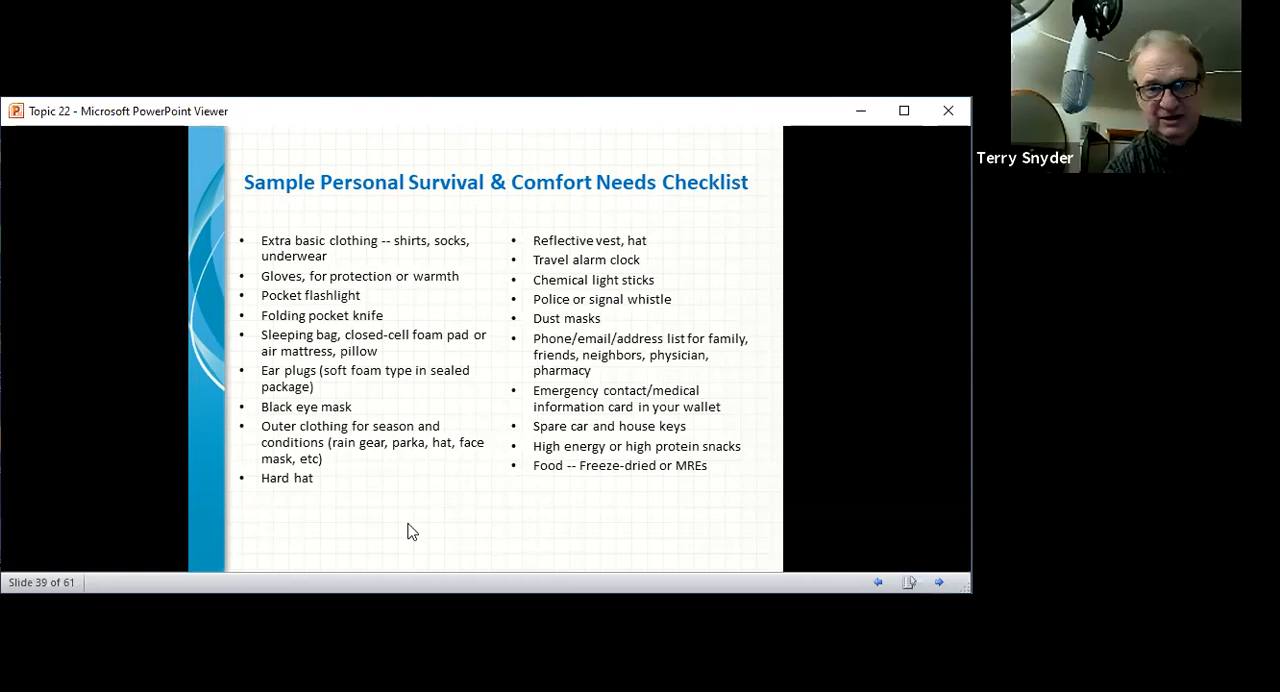 Topic 22 - Microsoft PowerPoint Viewer
Terry Snyder
Sample Personal Survival & Comfort Needs Checklist
• Extra basic clothing -- shirts, socks,
underwear
• Gloves, for protection or warmth
• Pocket flashlight
• Folding pocket knife
• Sleeping bag, closed-cell foam pad or
air mattress, pillow
• Ear plugs (soft foam type in sealed
package)
• Black eye mask
• Outer clothing for season and
conditions (rain gear, parka, hat, face
mask, etc)
• Hard hat
• Reflective vest, hat
• Travel alarm clock
• Chemical light sticks
• Police or signal whistle
• Dust masks
• Phone/email/address list for family,
friends, neighbors, physician,
pharmacy
• Emergency contact/medical
information card in your wallet
• Spare car and house keys
• High energy or high protein snacks
• Food -- Freeze-dried or MREs
Slide 39 of 61